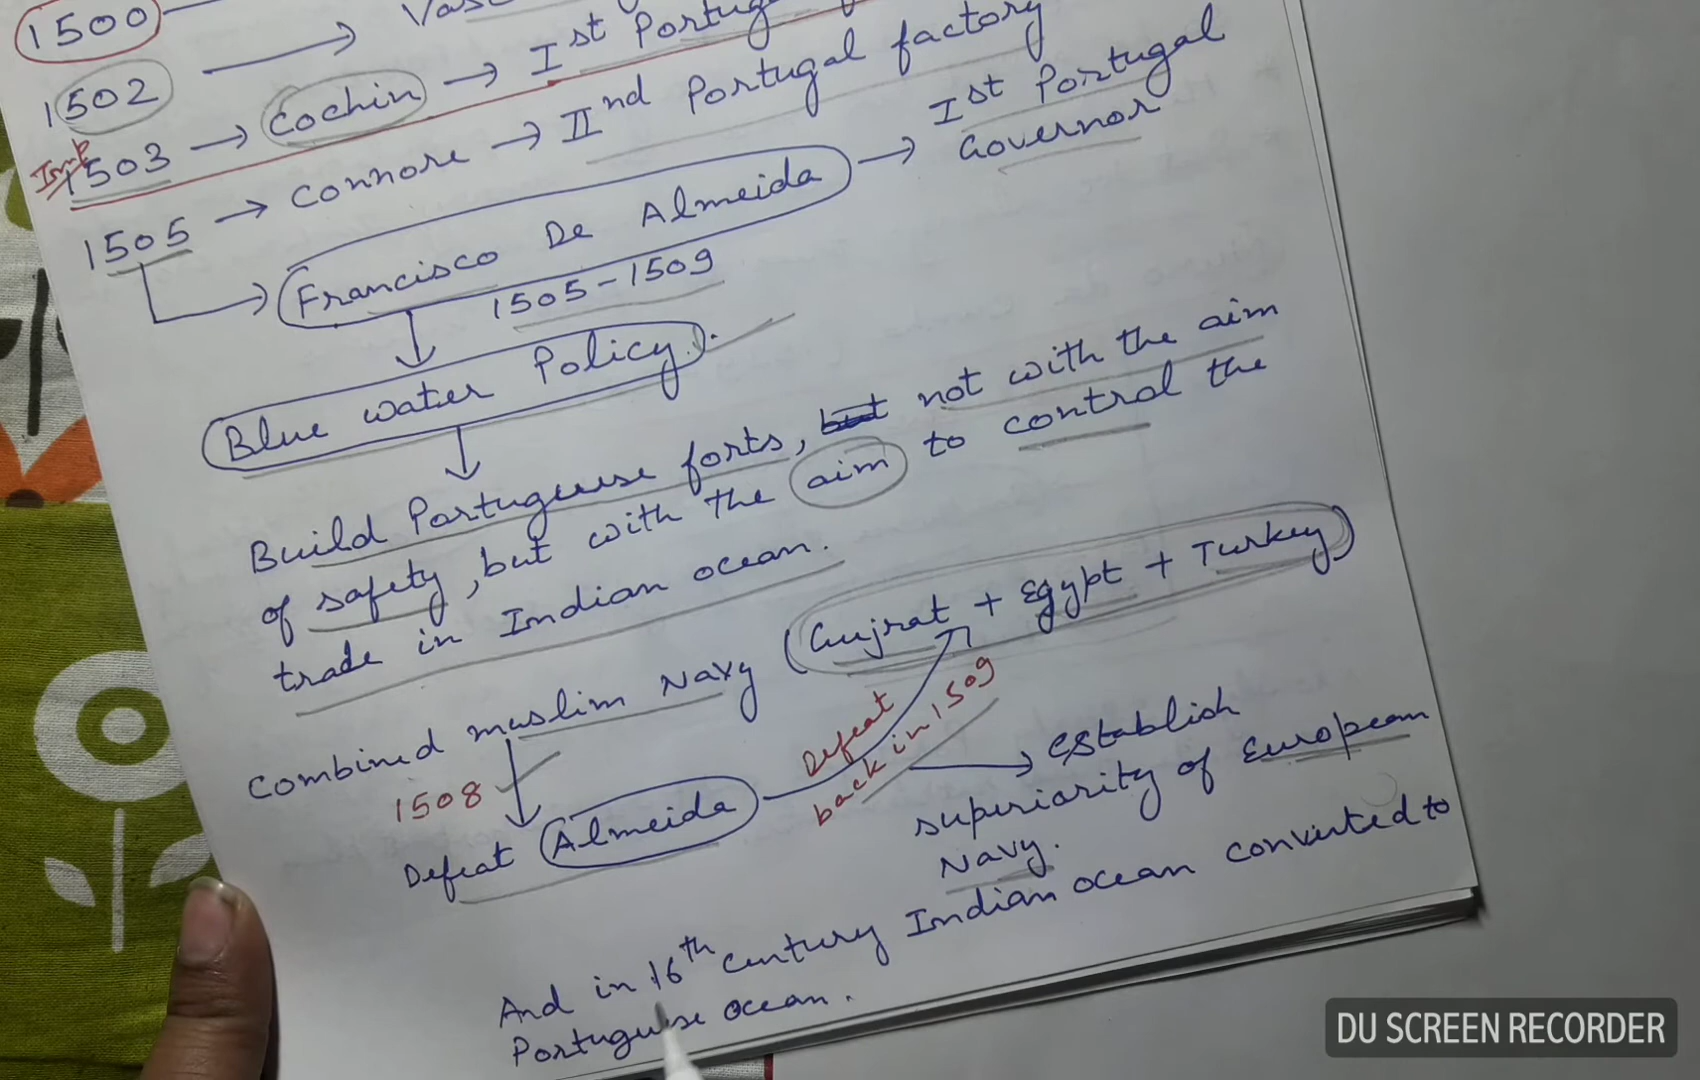 1500
1502 → Vas
Imp 1503 → Cochin → Ist Portug
1505 → Connore → IInd Portugal factory
Francisco De Almeida → Ist Portugal
Governor
1505-1509
Blue water Policy.
Build Portuguese forts, but not with the aim
of safety, but with the aim to control the
trade in Indian ocean.
Combined muslim Navy (Gujrat + Egypt + Turkey)
1508
Defeat Almeida
Defeat
back in 1509
→ establish
superiority of European
Navy.
And in 16th century Indian ocean converted to
Portuguese ocean.
DU SCREEN RECORDER